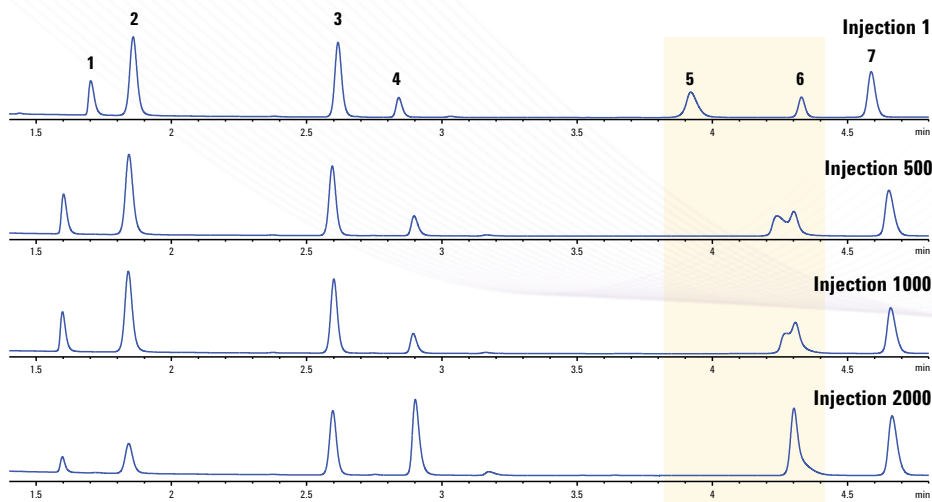 Injection 1
1 2 3 4 5 6 7
1.5 2 2.5 3 3.5 4 4.5 min
Injection 500
1.5 2 2.5 3 3.5 4 4.5 min
Injection 1000
1.5 2 2.5 3 3.5 4 4.5 min
Injection 2000
1.5 2 2.5 3 3.5 4 4.5 min